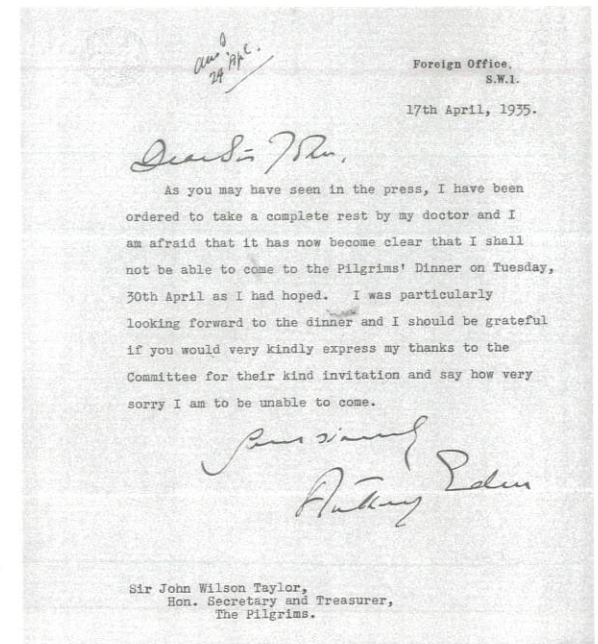 Ans'd
24 Apl.
Foreign Office,
S.W.1.
17th April, 1935.
Dear Sir John,
As you may have seen in the press, I have been
ordered to take a complete rest by my doctor and I
am afraid that it has now become clear that I shall
not be able to come to the Pilgrims' Dinner on Tuesday,
30th April as I had hoped. I was particularly
looking forward to the dinner and I should be grateful
if you would very kindly express my thanks to the
Committee for their kind invitation and say how very
sorry I am to be unable to come.
Yours sincerely
Anthony Eden
Sir John Wilson Taylor,
Hon. Secretary and Treasurer,
The Pilgrims.